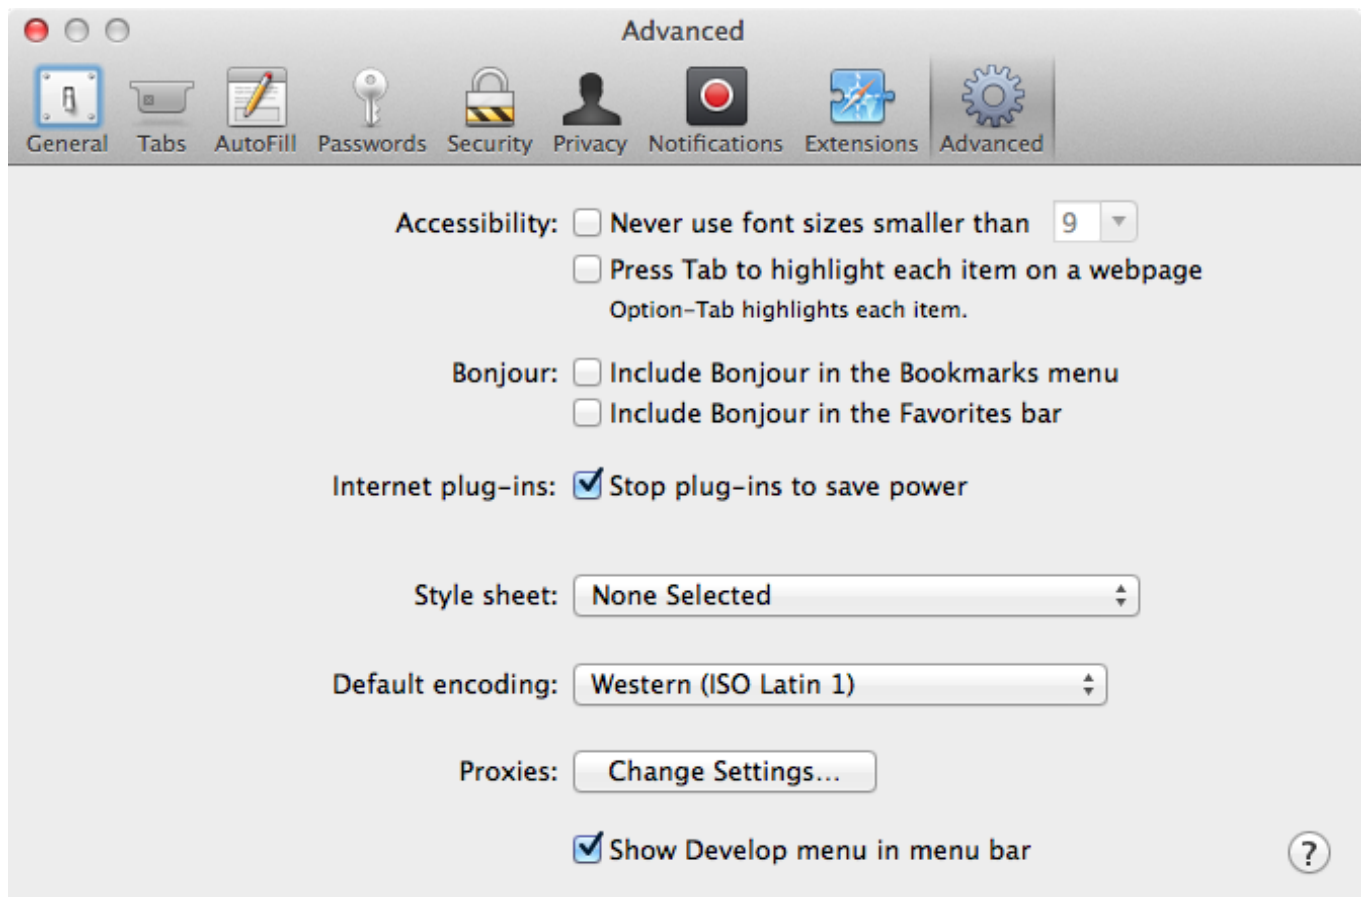 Advanced
General Tabs AutoFill Passwords Security Privacy Notifications Extensions Advanced
Accessibility: Never use font sizes smaller than 9
Press Tab to highlight each item on a webpage
Option-Tab highlights each item.
Bonjour: Include Bonjour in the Bookmarks menu
Include Bonjour in the Favorites bar
Internet plug-ins: Stop plug-ins to save power
Style sheet: None Selected
Default encoding: Western (ISO Latin 1)
Proxies: Change Settings...
Show Develop menu in menu bar ?